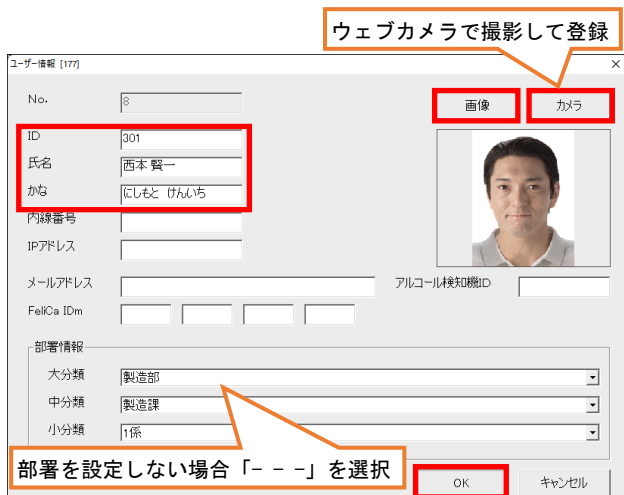 ウェブカメラで撮影して登録
ユーザー情報 [177]
No. 8
画像 カメラ
ID 301
氏名 西本 賢一
かな にしもと けんいち
内線番号
IPアドレス
メールアドレス アルコール検知機ID
FeliCa IDm
部署情報
大分類 製造部
中分類 製造課
小分類 1係
部署を設定しない場合「- - -」を選択
OK キャンセル